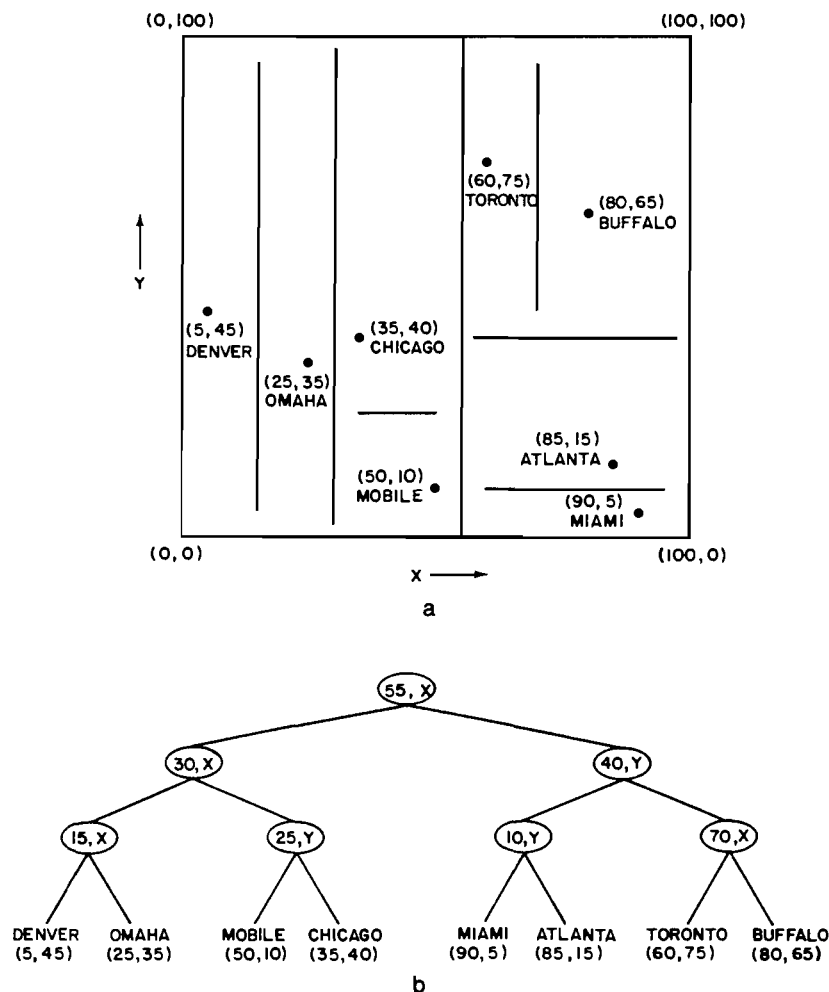 (0,100) (100,100)
(60,75)
TORONTO
(80,65)
BUFFALO
Y
(5,45)
DENVER
(35,40)
CHICAGO
(25,35)
OMAHA
(85,15)
ATLANTA
(50,10)
MOBILE
(90,5)
MIAMI
(0,0) (100,0)
X
a
55, X
30, X 40, Y
15, X 25, Y 10, Y 70, X
DENVER OMAHA MOBILE CHICAGO MIAMI ATLANTA TORONTO BUFFALO
(5,45) (25,35) (50,10) (35,40) (90,5) (85,15) (60,75) (80,65)
b